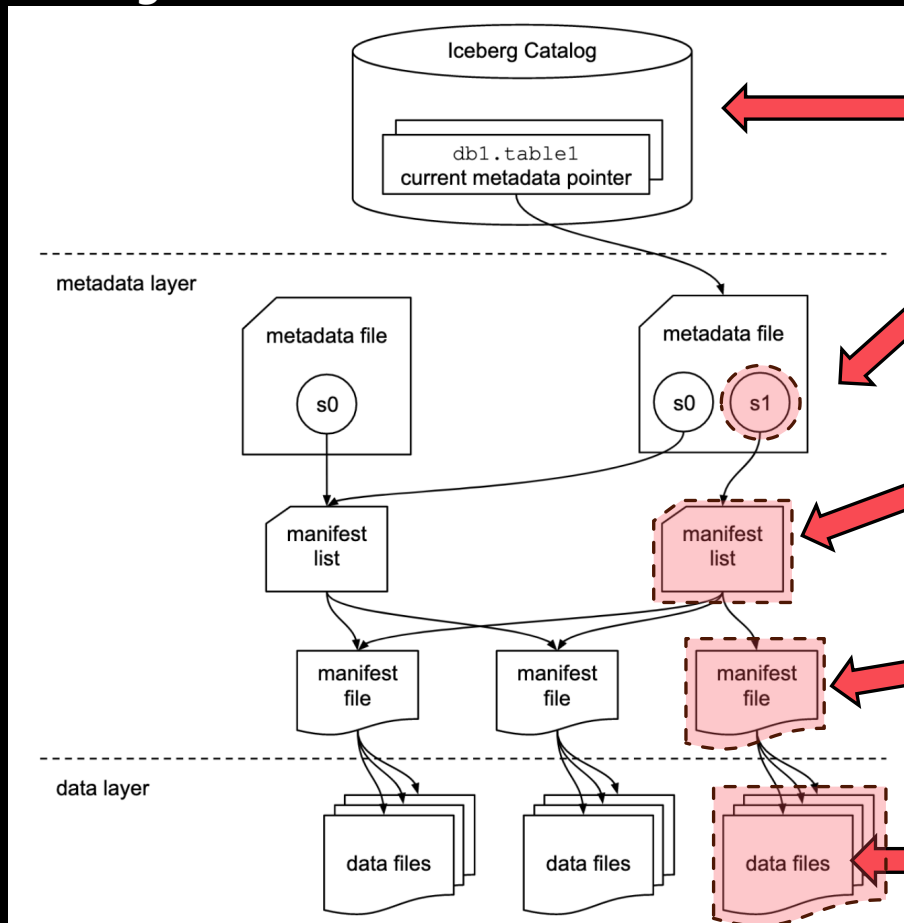 Iceberg Catalog
db1.table1
current metadata pointer
metadata layer
metadata file
metadata file
s0
s0
s1
manifest
list
manifest
list
manifest
file
manifest
file
manifest
file
data layer
data files
data files
data files